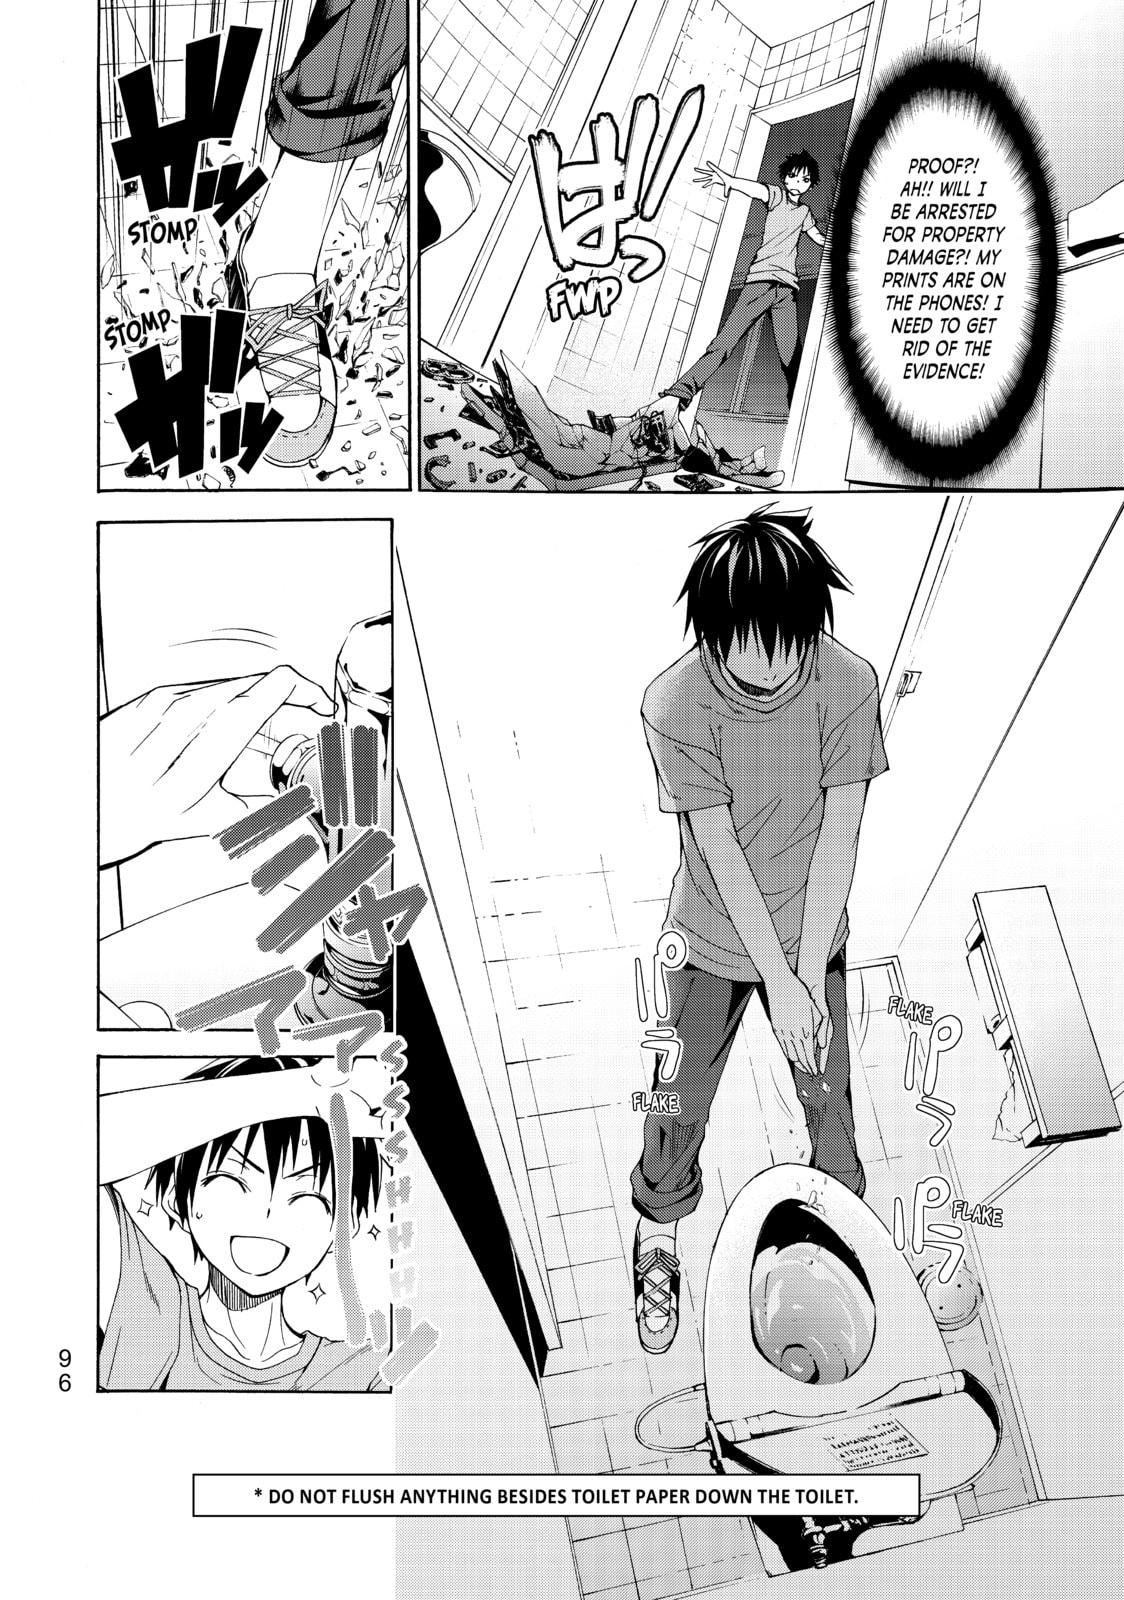 PROOF?!
AH!! WILL I
BE ARRESTED
FOR PROPERTY
DAMAGE?! MY
PRINTS ARE ON
THE PHONES! I
NEED TO GET
RID OF THE
EVIDENCE!
ばっ
FWP
ガッ
STOMP
STOMP
ガッ
パラ
FLAKE
パラ
FLAKE
パラ
FLAKE
ジャアアー
SSSSHHHH
96
* DO NOT FLUSH ANYTHING BESIDES TOILET PAPER DOWN THE TOILET.